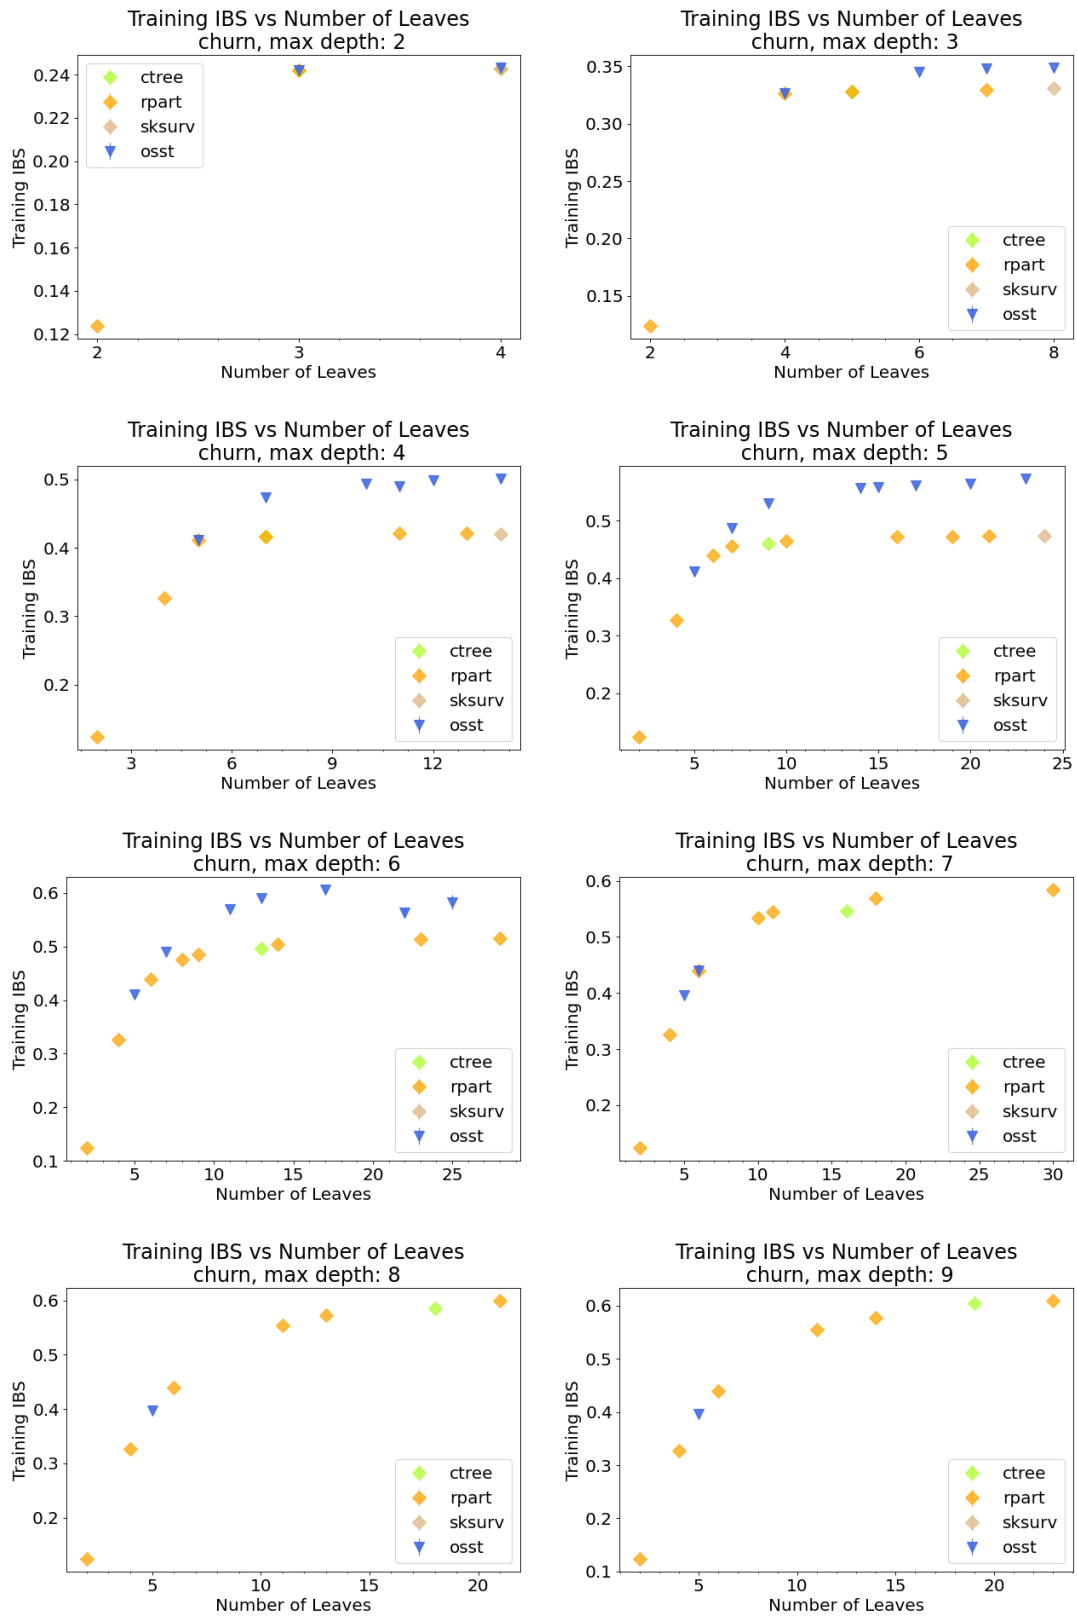 Training IBS vs Number of Leaves
churn, max depth: 2
Training IBS
0.24
0.22
0.20
0.18
0.16
0.14
0.12
ctree
rpart
sksurv
osst
2
3
4
Number of Leaves
Training IBS vs Number of Leaves
churn, max depth: 3
Training IBS
0.35
0.30
0.25
0.20
0.15
ctree
rpart
sksurv
osst
2
4
6
8
Number of Leaves
Training IBS vs Number of Leaves
churn, max depth: 4
Training IBS
0.5
0.4
0.3
0.2
ctree
rpart
sksurv
osst
3
6
9
12
Number of Leaves
Training IBS vs Number of Leaves
churn, max depth: 5
Training IBS
0.5
0.4
0.3
0.2
ctree
rpart
sksurv
osst
5
10
15
20
25
Number of Leaves
Training IBS vs Number of Leaves
churn, max depth: 6
Training IBS
0.6
0.5
0.4
0.3
0.2
0.1
ctree
rpart
sksurv
osst
5
10
15
20
25
Number of Leaves
Training IBS vs Number of Leaves
churn, max depth: 7
Training IBS
0.6
0.5
0.4
0.3
0.2
ctree
rpart
sksurv
osst
5
10
15
20
25
30
Number of Leaves
Training IBS vs Number of Leaves
churn, max depth: 8
Training IBS
0.6
0.5
0.4
0.3
0.2
ctree
rpart
sksurv
osst
5
10
15
20
Number of Leaves
Training IBS vs Number of Leaves
churn, max depth: 9
Training IBS
0.6
0.5
0.4
0.3
0.2
0.1
ctree
rpart
sksurv
osst
5
10
15
20
Number of Leaves